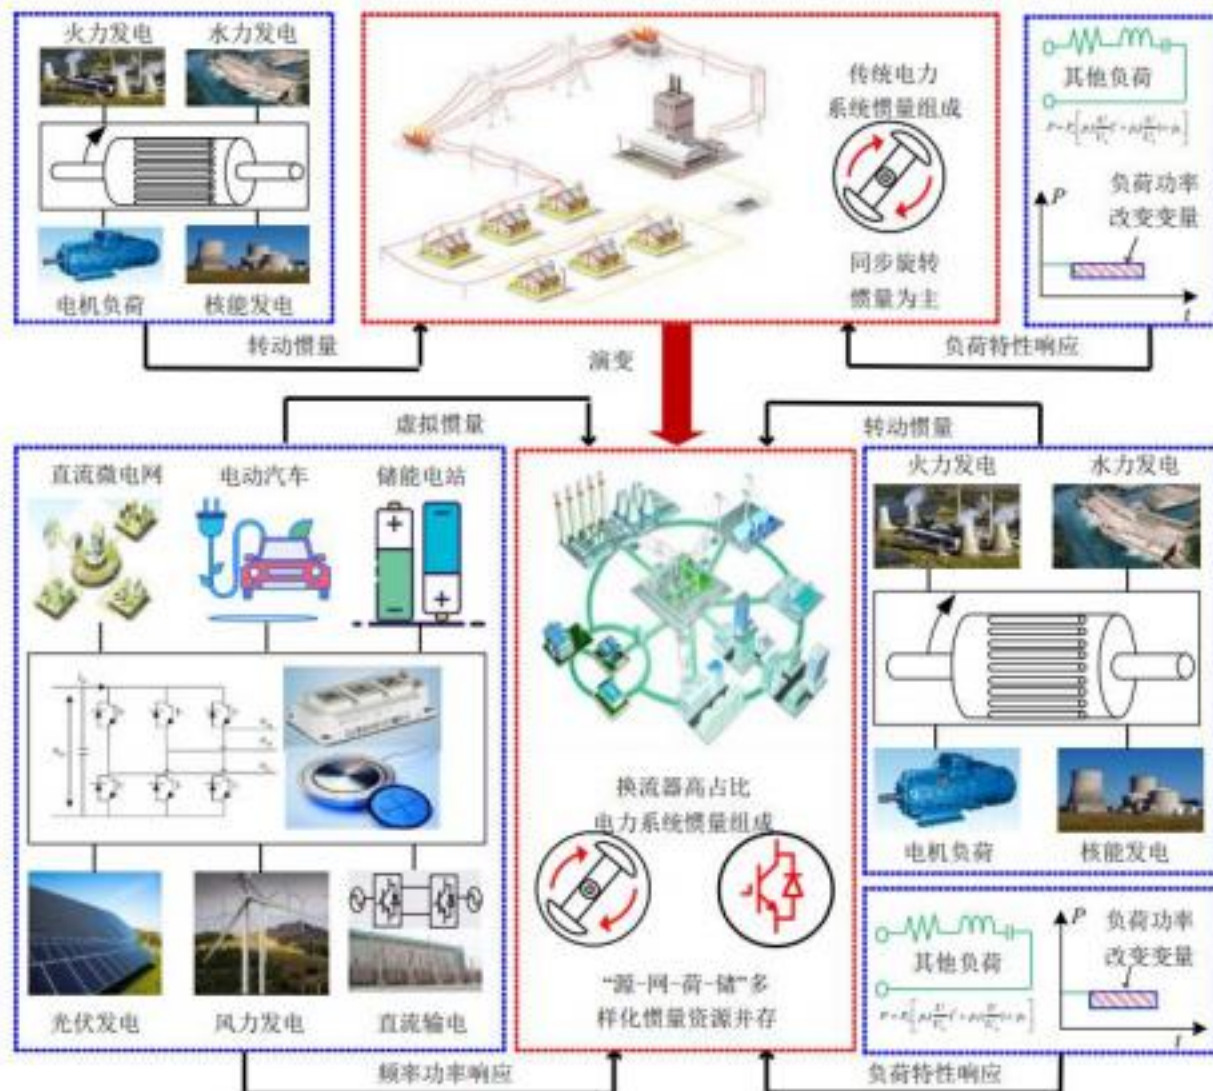 火力发电
水力发电
电机负荷
核能发电
转动惯量
传统电力
系统惯量组成
同步旋转
惯量为主
其他负荷
P
负荷功率
改变变量
t
负荷特性响应
演变
虚拟惯量
转动惯量
直流微电网
电动汽车
储能电站
光伏发电
风力发电
直流输电
频率功率响应
换流器高占比
电力系统惯量组成
“源-网-荷-储”多
样化惯量资源并存
火力发电
水力发电
电机负荷
核能发电
其他负荷
P
负荷功率
改变变量
t
负荷特性响应